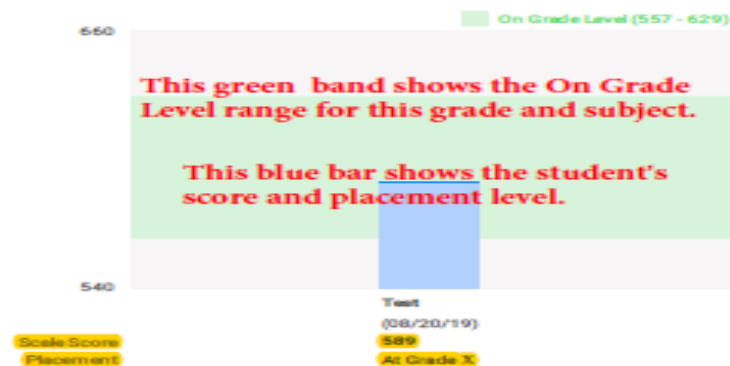 On Grade Level (557 - 629)
660
This green band shows the On Grade
Level range for this grade and subject.
This blue bar shows the student's
score and placement level.
540
Test
(08/20/19)
Scale Score 589
Placement At Grade X